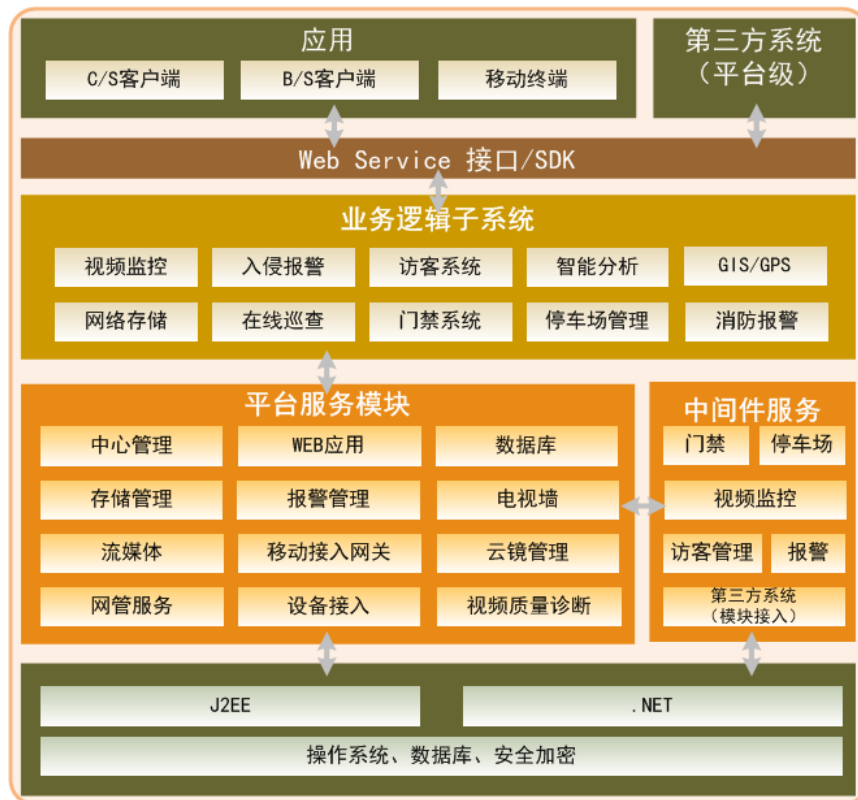 应用
C/S客户端
B/S客户端
移动终端
第三方系统
（平台级）
Web Service 接口/SDK
业务逻辑子系统
视频监控
入侵报警
访客系统
智能分析
GIS/GPS
网络存储
在线巡查
门禁系统
停车场管理
消防报警
平台服务模块
中心管理
WEB应用
数据库
存储管理
报警管理
电视墙
流媒体
移动接入网关
云镜管理
网管服务
设备接入
视频质量诊断
中间件服务
门禁
停车场
视频监控
访客管理
报警
第三方系统
（模块接入）
J2EE
.NET
操作系统、数据库、安全加密